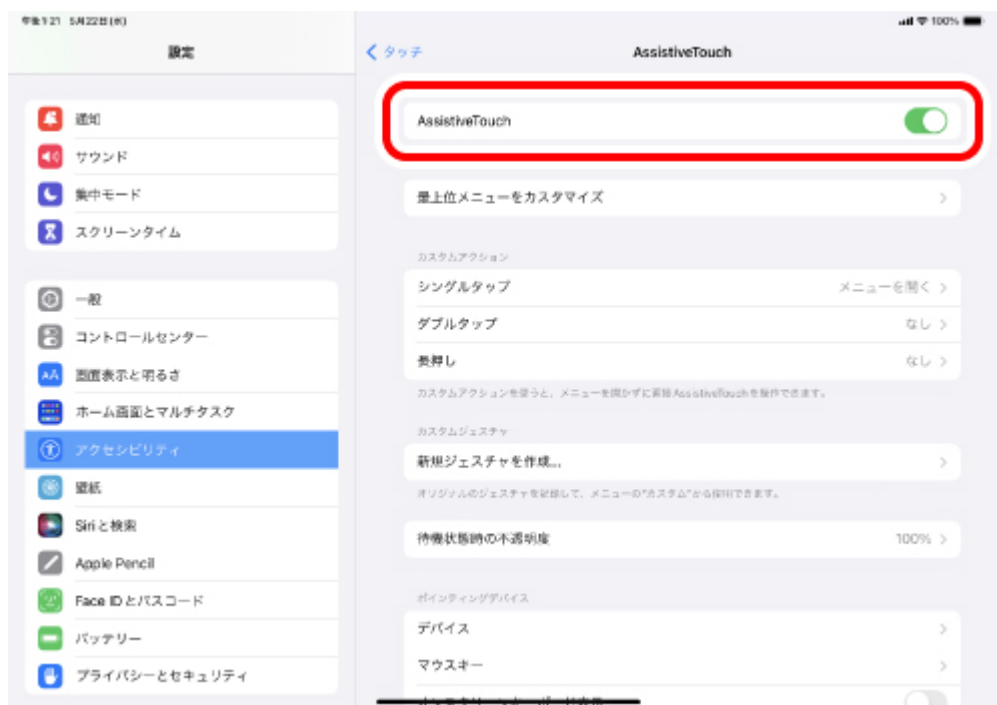 午後1:21 5月22日(水)
100%
設定
タッチ
AssistiveTouch
通知
サウンド
集中モード
スクリーンタイム
一般
コントロールセンター
画面表示と明るさ
ホーム画面とマルチタスク
アクセシビリティ
壁紙
Siriと検索
Apple Pencil
Face IDとパスコード
バッテリー
プライバシーとセキュリティ
AssistiveTouch
最上位メニューをカスタマイズ
カスタムアクション
シングルタップ メニューを開く
ダブルタップ なし
長押し なし
カスタムアクションを使うと、メニューを開かずに直接AssistiveTouchを操作できます。
カスタムジェスチャ
新規ジェスチャを作成...
オリジナルのジェスチャを記録して、メニューの"カスタム"から使用できます。
待機状態時の不透明度 100%
ポインティングデバイス
デバイス
マウスキー